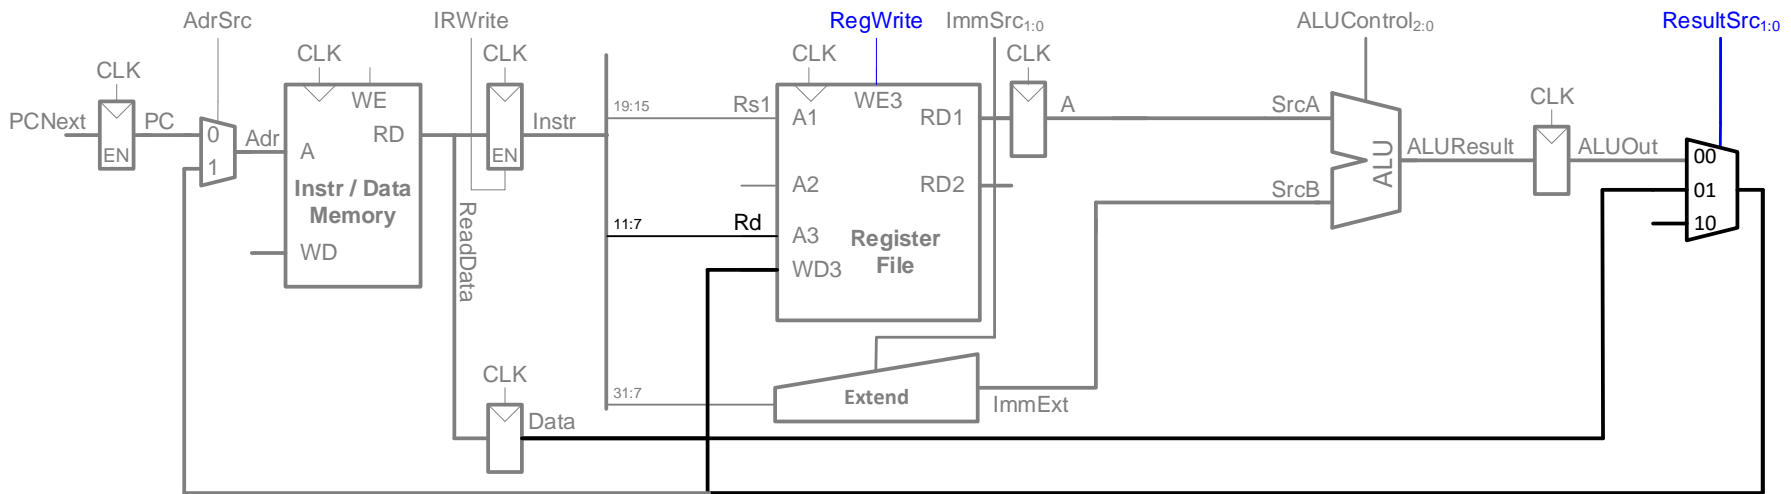 AdrSrc
IRWrite
RegWrite
ImmSrc1:0
ALUControl2:0
ResultSrc1:0
CLK
CLK
CLK
CLK
CLK
CLK
PCNext
EN
PC
0
1
Adr
WE
A
RD
Instr / Data
Memory
WD
ReadData
EN
Instr
19:15
Rs1
11:7
Rd
31:7
A1
WE3
RD1
A2
RD2
A3
Register
File
WD3
A
SrcA
SrcB
ALU
ALUResult
ALUOut
00
01
10
CLK
Data
Extend
ImmExt